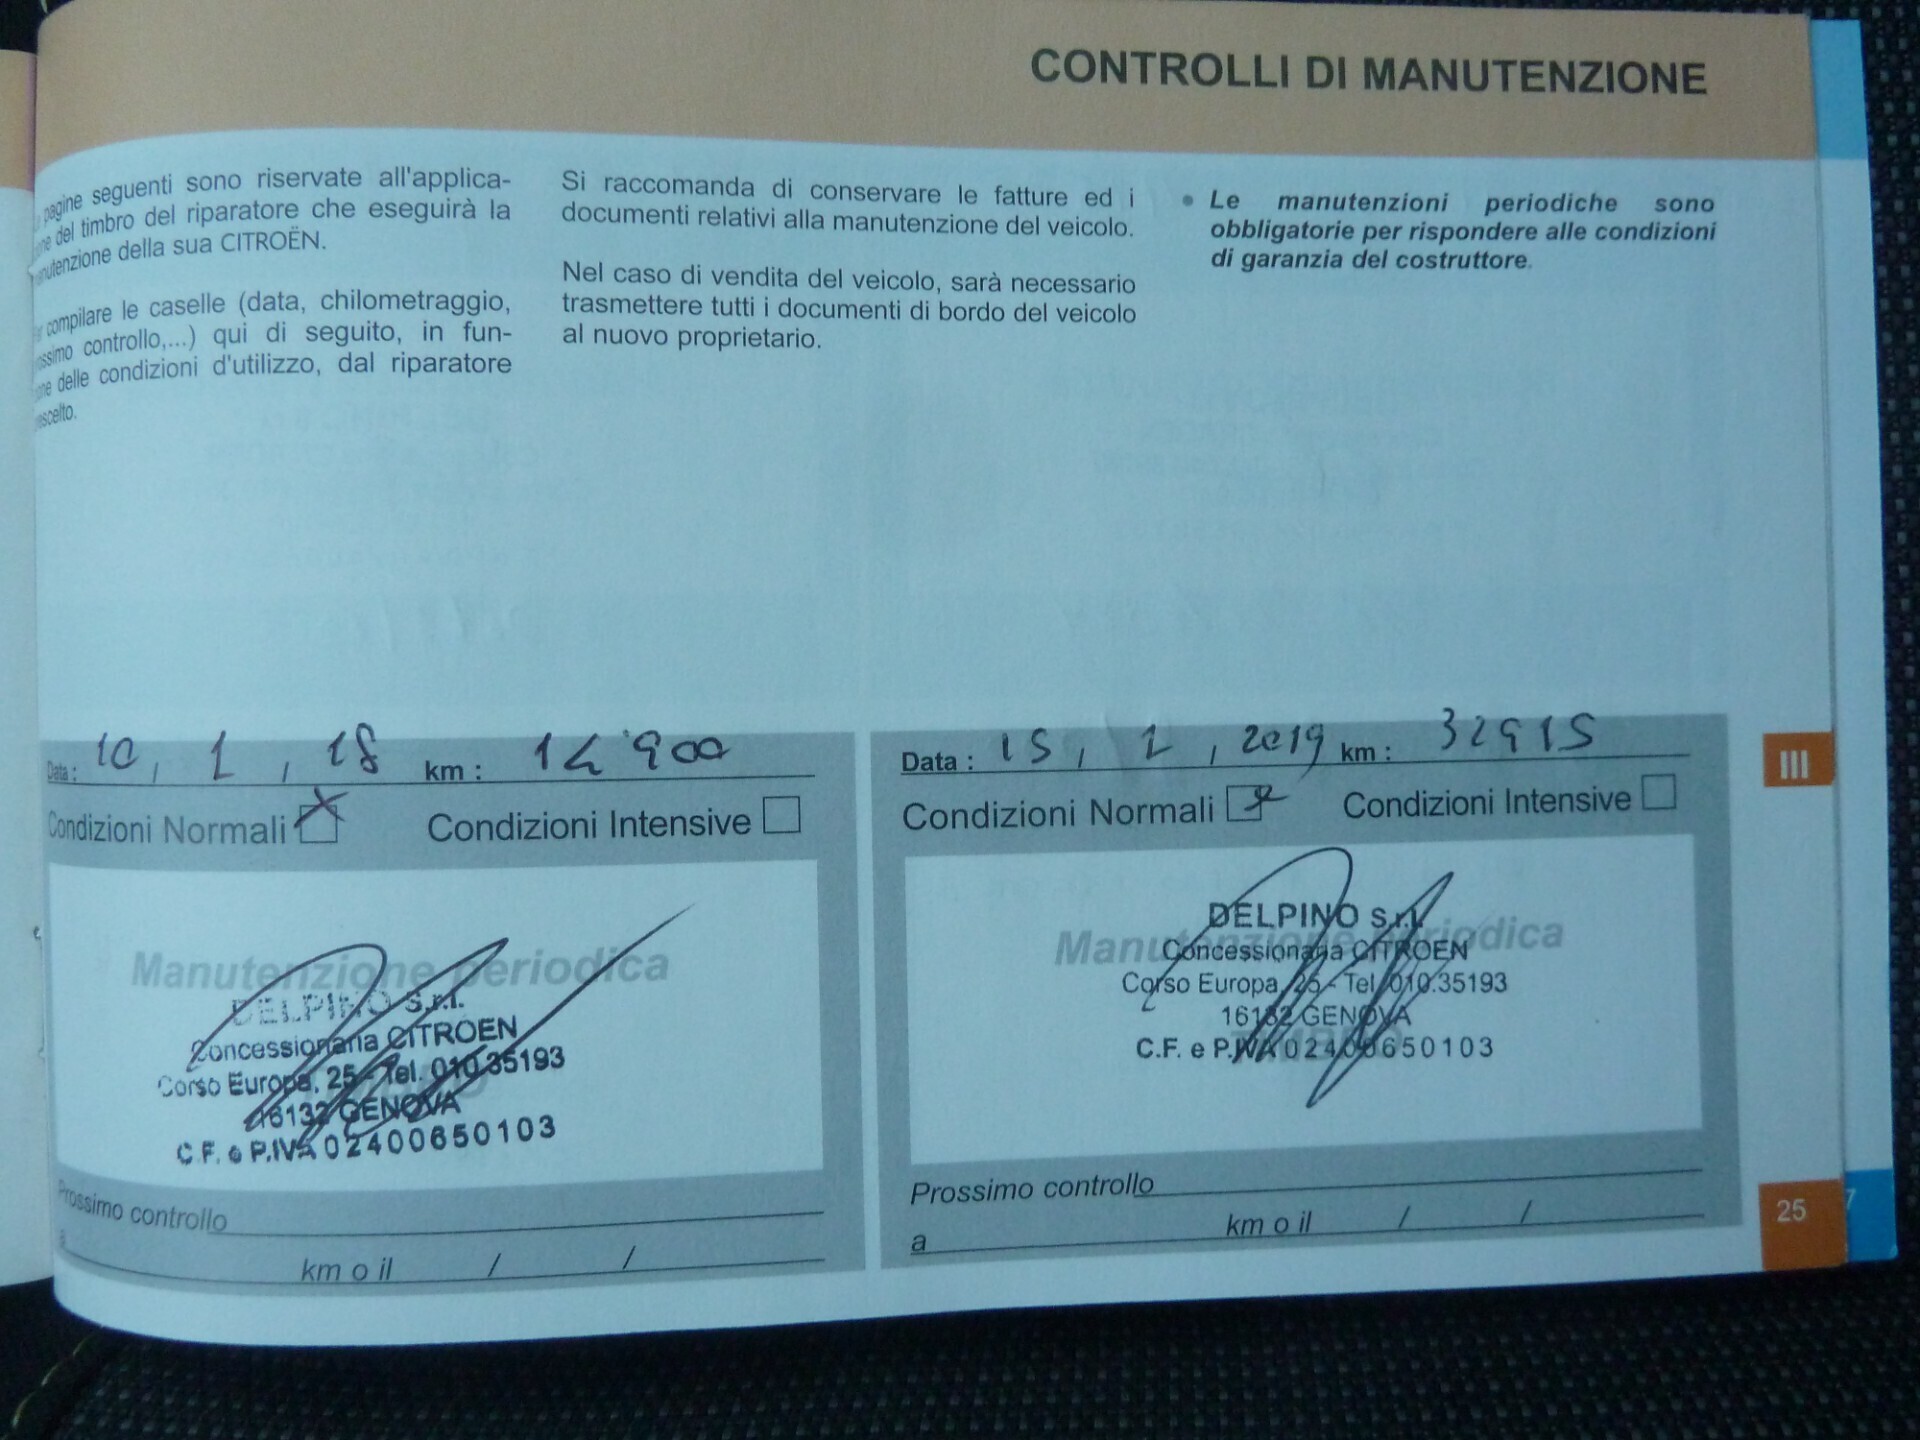 CONTROLLI DI MANUTENZIONE
pagine seguenti sono riservate all'applica-
del timbro del riparatore che eseguirà la
della sua CITROËN.
compilare le caselle (data, chilometraggio,
controllo,...) qui di seguito, in fun-
delle condizioni d'utilizzo, dal riparatore
Si raccomanda di conservare le fatture ed i
documenti relativi alla manutenzione del veicolo.
Nel caso di vendita del veicolo, sarà necessario
trasmettere tutti i documenti di bordo del veicolo
al nuovo proprietario.
• Le manutenzioni periodiche sono
obbligatorie per rispondere alle condizioni
di garanzia del costruttore.
Data : 10, 1, 18 km : 14'900
Condizioni Normali Condizioni Intensive
Manutenzione periodica
DELPINO S.r.l.
Concessionaria CITROEN
Corso Europa, 25 - Tel. 010.35193
16132 GENOVA
C.F. e P.IVA 02400650103
Prossimo controllo
a km o il / /
Data : 15, 1, 2019 km : 32915
Condizioni Normali Condizioni Intensive
Manutenzione periodica
DELPINO S.r.l.
Concessionaria CITROEN
Corso Europa, 25 - Tel. 010.35193
16132 GENOVA
TIMBRO
C.F. e P.IVA 02400650103
Prossimo controllo
a km o il / /
III
25
7